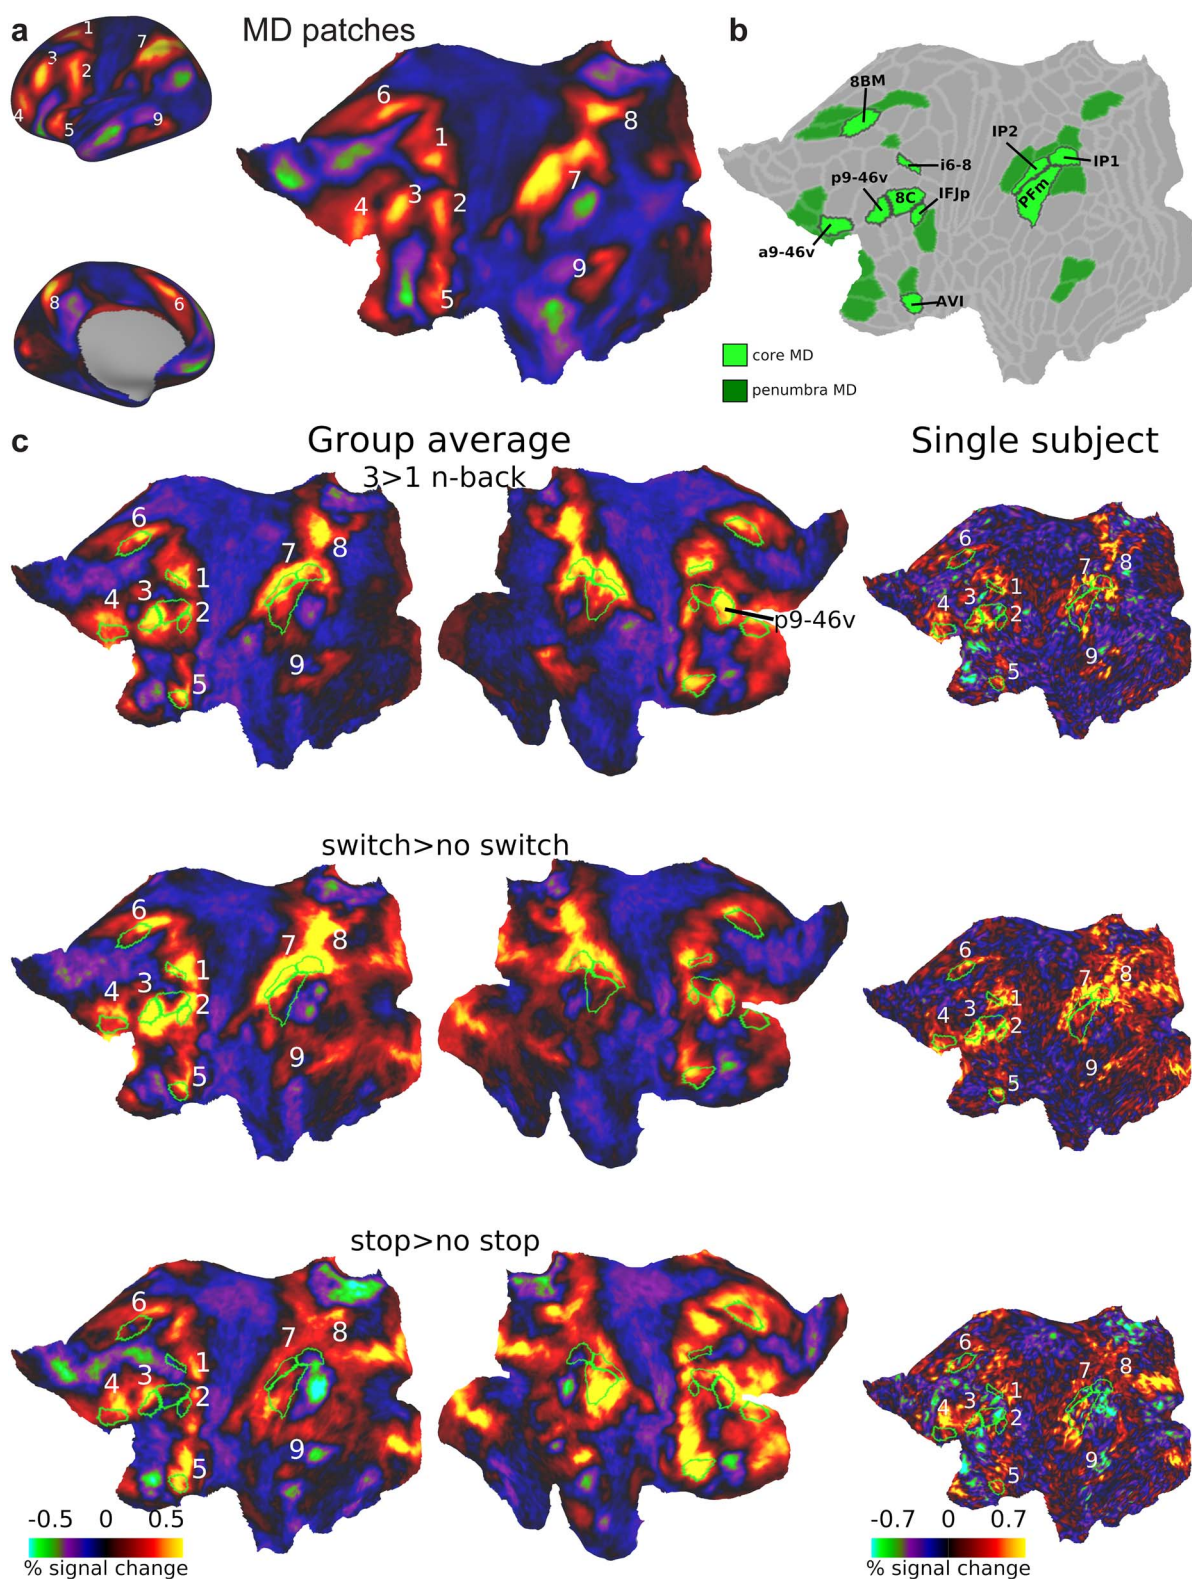 a
MD patches
b
1
7
3
2
4
5
9
8
6
6
8
1
7
4
3
2
9
5
8BM
IP2
IP1
i6-8
p9-46v
8C
IFJp
PFm
a9-46v
AVI
core MD
penumbra MD
c
Group average
Single subject
3>1 n-back
6
7
8
1
4
3
2
9
5
p9-46v
6
7
8
1
4
3
2
9
5
switch>no switch
6
7
8
1
4
3
2
9
5
6
7
8
1
4
3
2
9
5
stop>no stop
6
7
8
1
4
3
2
9
5
6
7
8
1
4
3
2
9
5
-0.5 0 0.5
% signal change
-0.7 0 0.7
% signal change